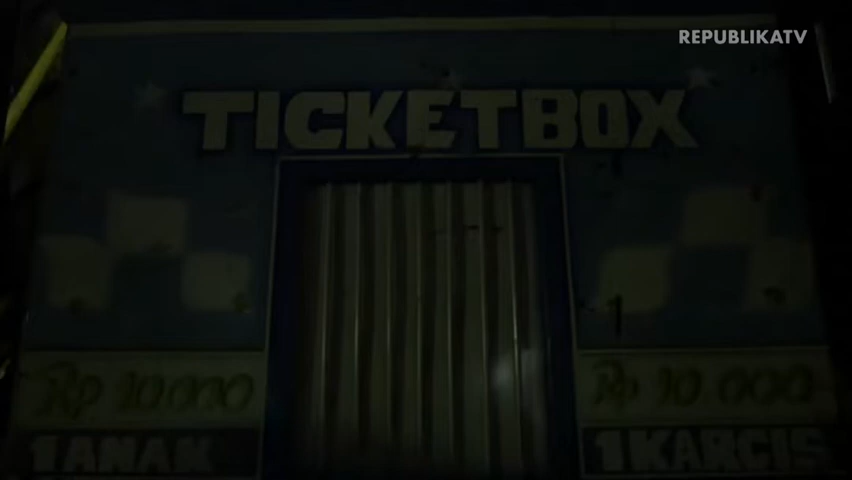 REPUBLIKATV
TICKETBOX
Rp 10.000
Rp 10.000
1 ANAK
1 KARCIS